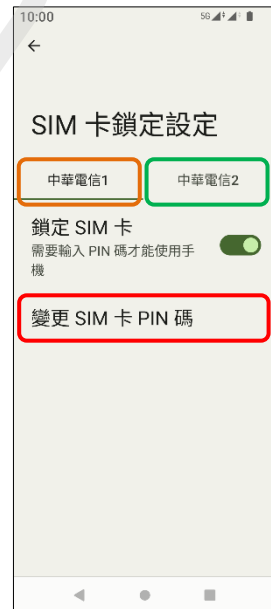 10:00 5G
SIM 卡鎖定設定
中華電信1 中華電信2
鎖定 SIM 卡
需要輸入 PIN 碼才能使用手
機
變更 SIM 卡 PIN 碼